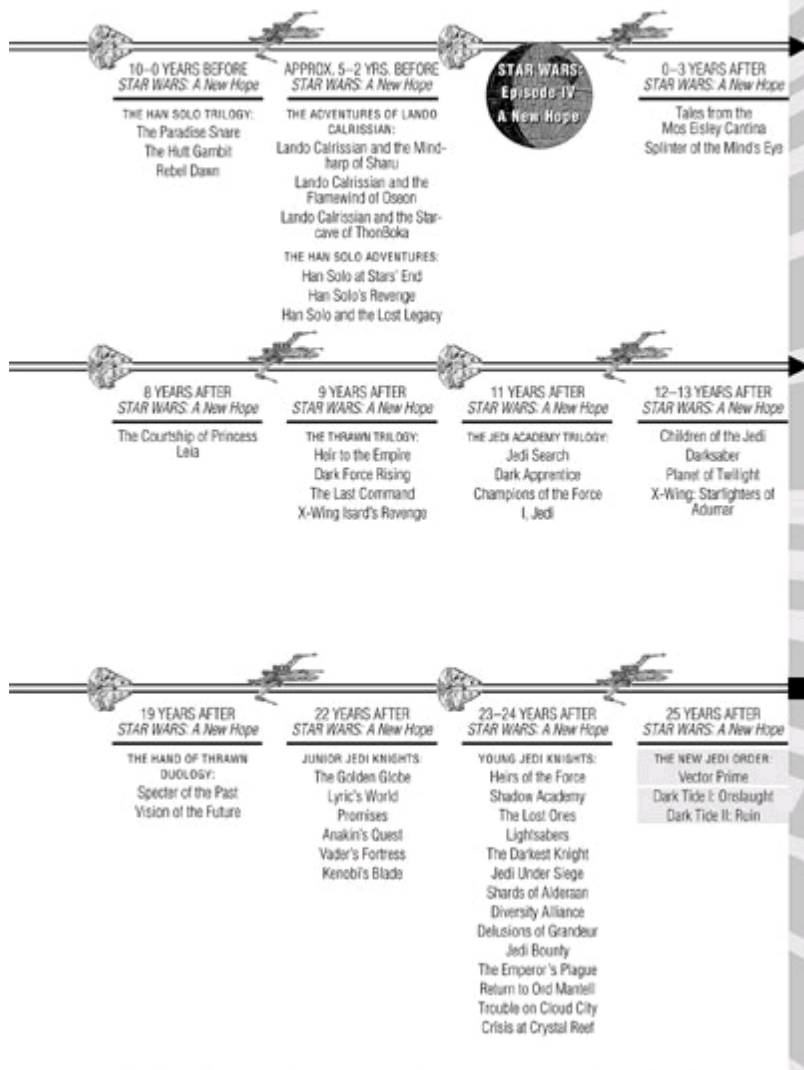 10–0 YEARS BEFORE
STAR WARS: A New Hope
THE HAN SOLO TRILOGY:
The Paradise Snare
The Hutt Gambit
Rebel Dawn
APPROX. 5–2 YRS. BEFORE
STAR WARS: A New Hope
THE ADVENTURES OF LANDO
CALRISSIAN:
Lando Calrissian and the Mind-
harp of Sharu
Lando Calrissian and the
Flamewind of Oseon
Lando Calrissian and the Star-
cave of ThonBoka
THE HAN SOLO ADVENTURES:
Han Solo at Stars' End
Han Solo's Revenge
Han Solo and the Lost Legacy
STAR WARS:
Episode IV
A New Hope
0–3 YEARS AFTER
STAR WARS: A New Hope
Tales from the
Mos Eisley Cantina
Splinter of the Mind's Eye
8 YEARS AFTER
STAR WARS: A New Hope
The Courtship of Princess
Leia
9 YEARS AFTER
STAR WARS: A New Hope
THE THRAWN TRILOGY:
Heir to the Empire
Dark Force Rising
The Last Command
X-Wing Isard's Revenge
11 YEARS AFTER
STAR WARS: A New Hope
THE JEDI ACADEMY TRILOGY:
Jedi Search
Dark Apprentice
Champions of the Force
I, Jedi
12–13 YEARS AFTER
STAR WARS: A New Hope
Children of the Jedi
Darksaber
Planet of Twilight
X-Wing: Starfighters of
Adumar
19 YEARS AFTER
STAR WARS: A New Hope
THE HAND OF THRAWN
DUOLOGY:
Specter of the Past
Vision of the Future
22 YEARS AFTER
STAR WARS: A New Hope
JUNIOR JEDI KNIGHTS:
The Golden Globe
Lyric's World
Promises
Anakin's Quest
Vader's Fortress
Kenobi's Blade
23–24 YEARS AFTER
STAR WARS: A New Hope
YOUNG JEDI KNIGHTS:
Heirs of the Force
Shadow Academy
The Lost Ones
Lightsabers
The Darkest Knight
Jedi Under Siege
Shards of Alderaan
Diversity Alliance
Delusions of Grandeur
Jedi Bounty
The Emperor's Plague
Return to Ord Mantell
Trouble on Cloud City
Crisis at Crystal Reef
25 YEARS AFTER
STAR WARS: A New Hope
THE NEW JEDI ORDER:
Vector Prime
Dark Tide I: Onslaught
Dark Tide II: Ruin